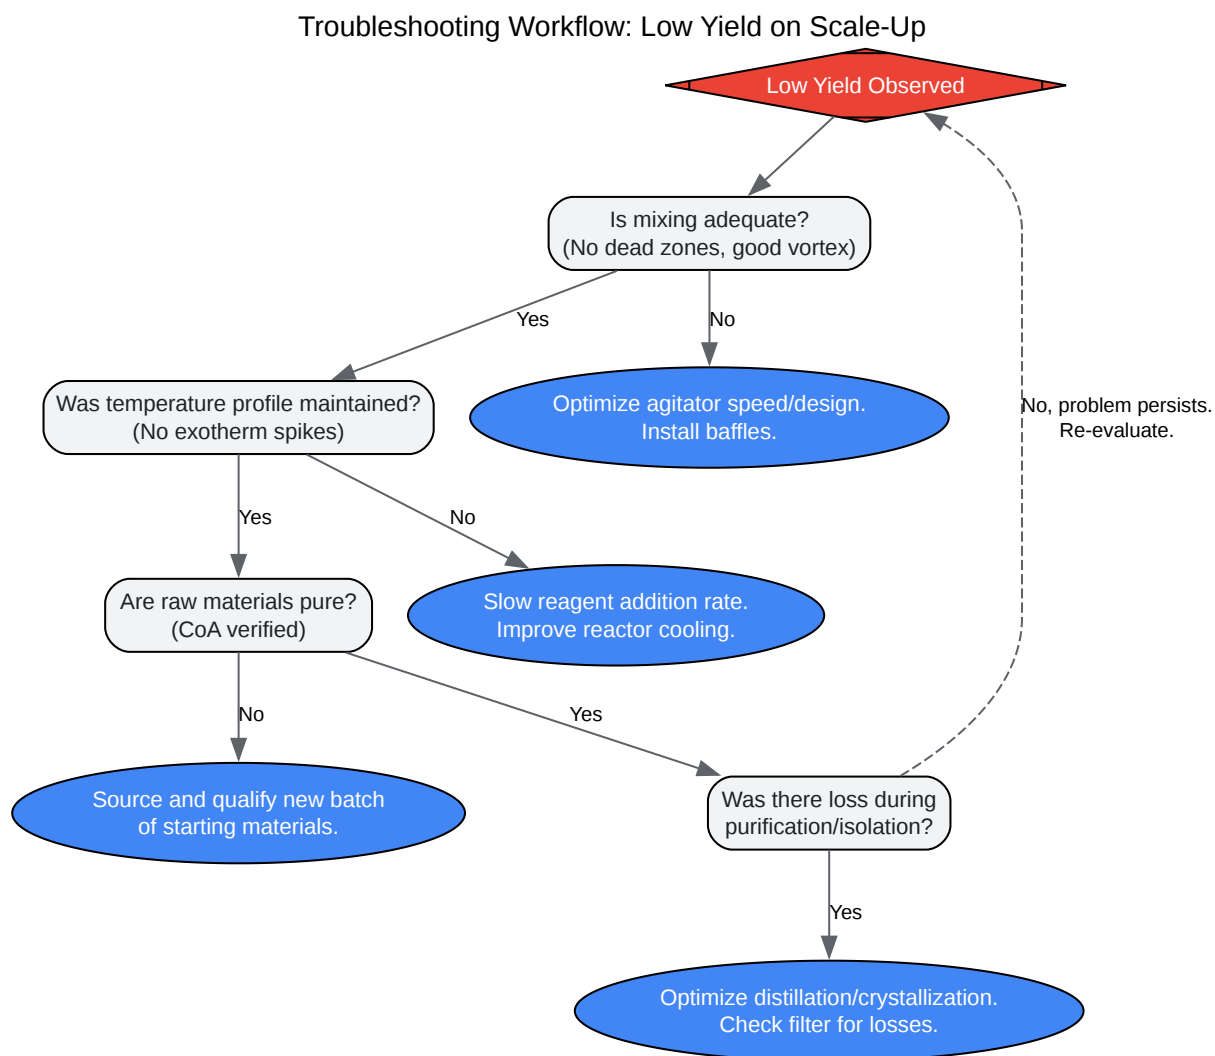 Troubleshooting Workflow: Low Yield on Scale-Up
Low Yield Observed
Is mixing adequate?
(No dead zones, good vortex)
Yes
No
Was temperature profile maintained?
(No exotherm spikes)
Optimize agitator speed/design.
Install baffles.
No, problem persists.
Re-evaluate.
Yes
No
Are raw materials pure?
(CoA verified)
Slow reagent addition rate.
Improve reactor cooling.
No
Yes
Source and qualify new batch
of starting materials.
Was there loss during
purification/isolation?
Yes
Optimize distillation/crystallization.
Check filter for losses.